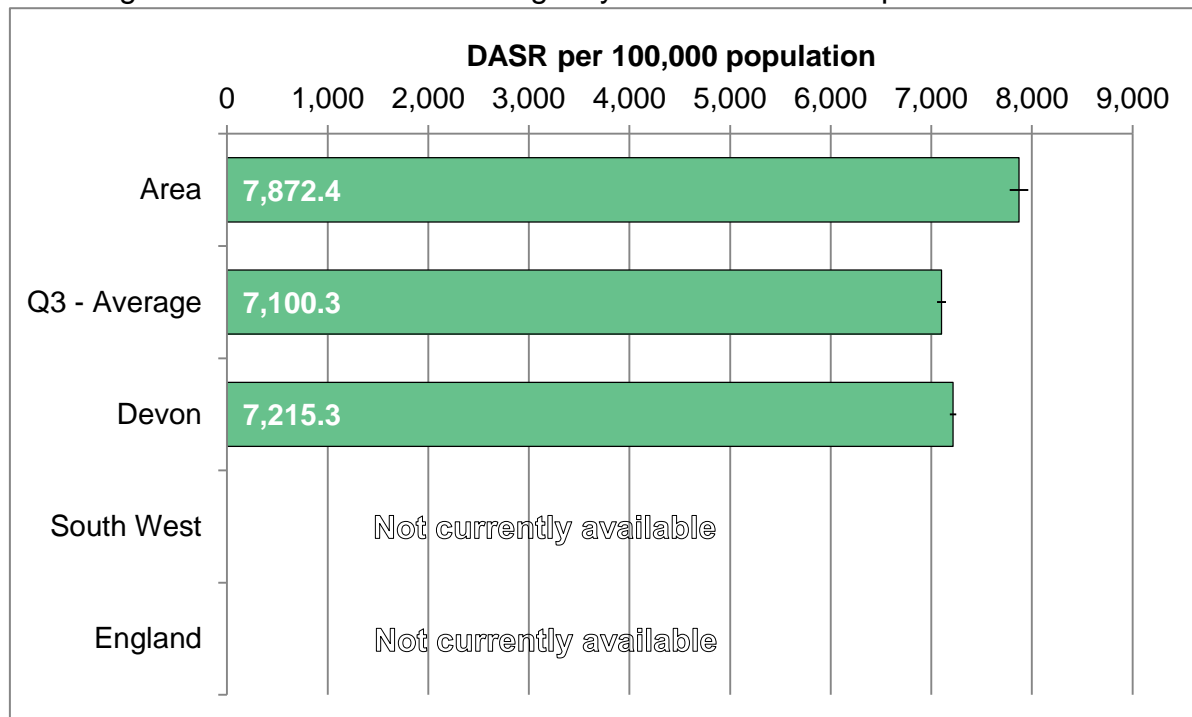 DASR per 100,000 population
0 1,000 2,000 3,000 4,000 5,000 6,000 7,000 8,000 9,000
Area 7,872.4
Q3 - Average 7,100.3
Devon 7,215.3
South West Not currently available
England Not currently available